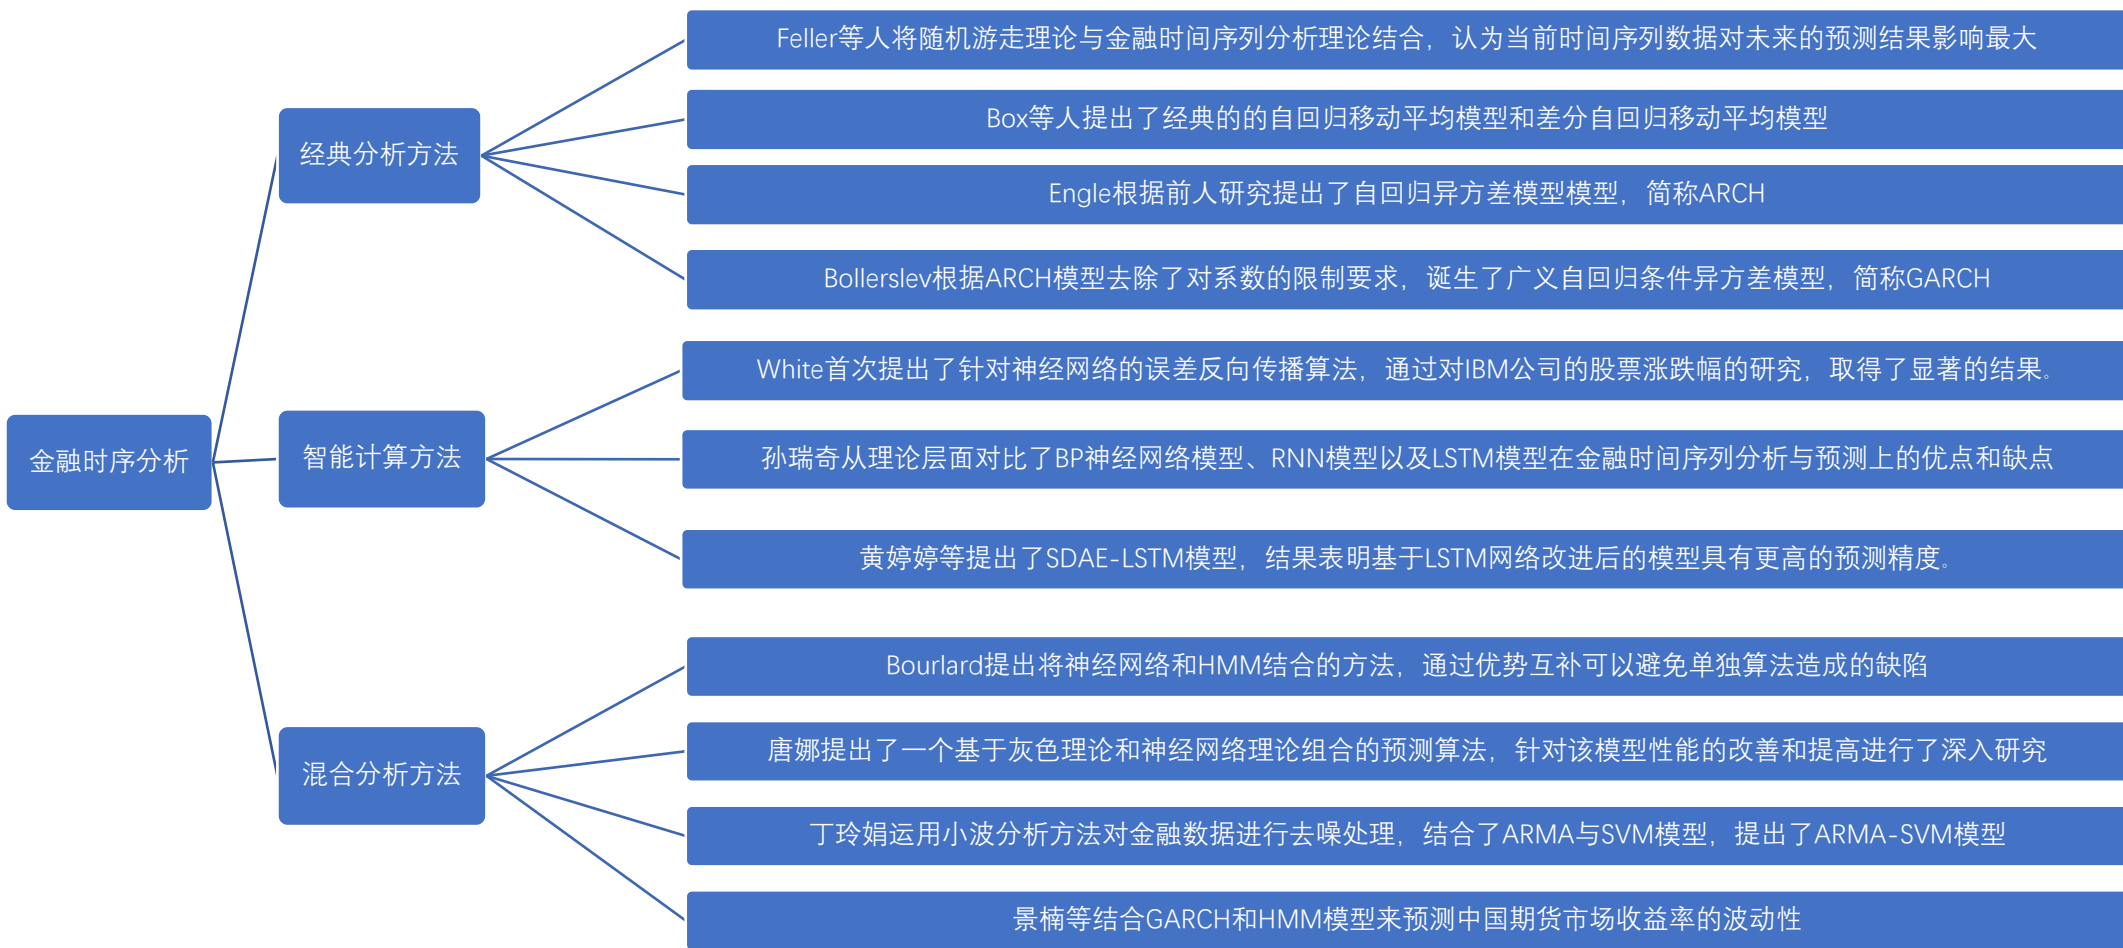 金融时序分析
经典分析方法
Feller等人将随机游走理论与金融时间序列分析理论结合，认为当前时间序列数据对未来的预测结果影响最大
Box等人提出了经典的的自回归移动平均模型和差分自回归移动平均模型
Engle根据前人研究提出了自回归异方差模型模型，简称ARCH
Bollerslev根据ARCH模型去除了对系数的限制要求，诞生了广义自回归条件异方差模型，简称GARCH
智能计算方法
White首次提出了针对神经网络的误差反向传播算法，通过对IBM公司的股票涨跌幅的研究，取得了显著的结果。
孙瑞奇从理论层面对比了BP神经网络模型、RNN模型以及LSTM模型在金融时间序列分析与预测上的优点和缺点
黄婷婷等提出了SDAE-LSTM模型，结果表明基于LSTM网络改进后的模型具有更高的预测精度。
混合分析方法
Bourlard提出将神经网络和HMM结合的方法，通过优势互补可以避免单独算法造成的缺陷
唐娜提出了一个基于灰色理论和神经网络理论组合的预测算法，针对该模型性能的改善和提高进行了深入研究
丁玲娟运用小波分析方法对金融数据进行去噪处理，结合了ARMA与SVM模型，提出了ARMA-SVM模型
景楠等结合GARCH和HMM模型来预测中国期货市场收益率的波动性